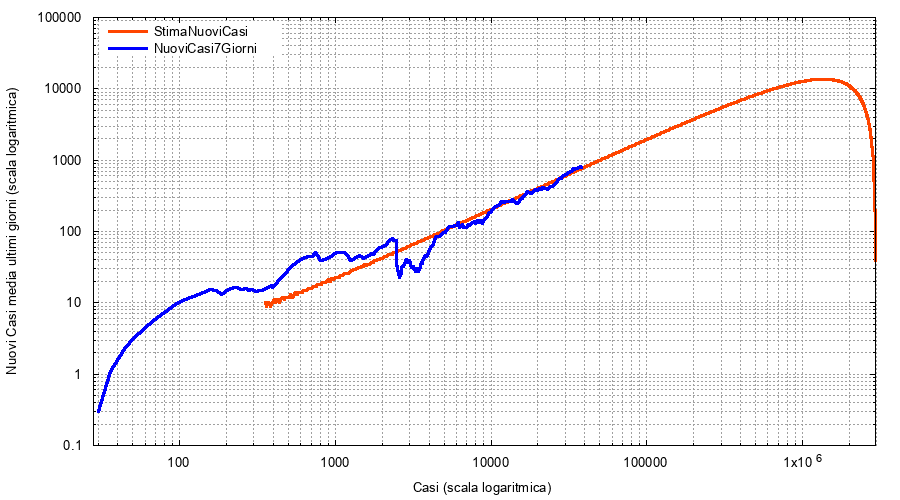 100000
10000
1000
100
10
1
0.1
StimaNuoviCasi
NuoviCasi7Giorni
Nuovi Casi media ultimi giorni (scala logaritmica)
100 1000 10000 100000 1x10 6
Casi (scala logaritmica)